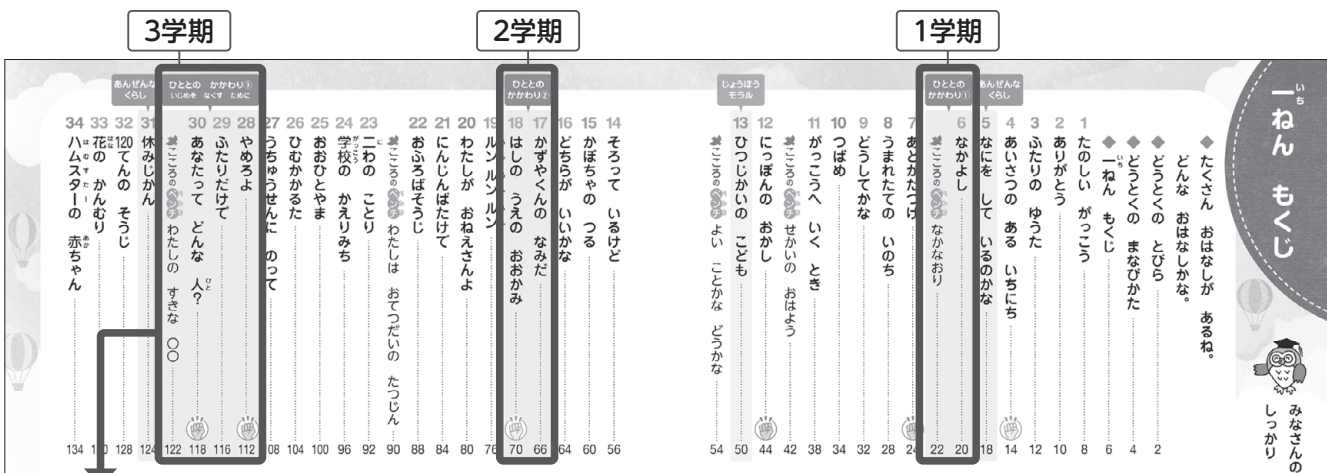 3学期
2学期
1学期
一ねん もくじ
みなさんの
しっかり
◆ たくさん おはなしが あるね。
どんな おはなしかな。
◆ どうとくの とびら 2
◆ どうとくの まなびかた 4
◆ 一ねん もくじ 6
1 たのしい がっこう 8
2 ありがとう 10
3 ふたりの ゆうた 12
4 あいさつの ある いちにち 14
あんぜんな くらし
5 なにを して いるのかな 18
ひととの かかわり①
6 なかよし 20
こころのベンチ なかなおり 22
7 あとかたづけ 24
8 うまれたての いのち 28
9 どうしてかな 32
10 つばめ 34
11 がっこうへ いく とき 38
こころのベンチ せかいの おはよう 42
12 にっぽんの おかし 44
じょうほう モラル
13 ひつじかいの こども 50
こころのベンチ よい ことかな どうかな 54
14 そろって いるけど 56
15 かぼちゃの つる 60
16 どちらが いいかな 64
ひととの かかわり②
17 かずやくんの なみだ 66
18 はしの うえの おおかみ 70
19 ルン ルン ルン 76
20 わたしが おねえさんよ 80
21 にんじんばたけで 84
22 おふろばそうじ 88
こころのベンチ わたしは おてつだいの たつじん 90
23 二わの ことり 92
24 学校の かえりみち 96
25 おおひとやま 100
26 ひむかかるた 104
27 うちゅうせんに のって 08
ひととの かかわり③
いじめを なくす ために
28 やめろよ 112
29 ふたりだけで 116
30 あなたって どんな 人? 118
こころのベンチ わたしの すきな ○○ 122
あんぜんな くらし
31 休みじかん 124
32 120てんの そうじ 128
33 花の かんむり
34 ハムスターの 赤ちゃん 134